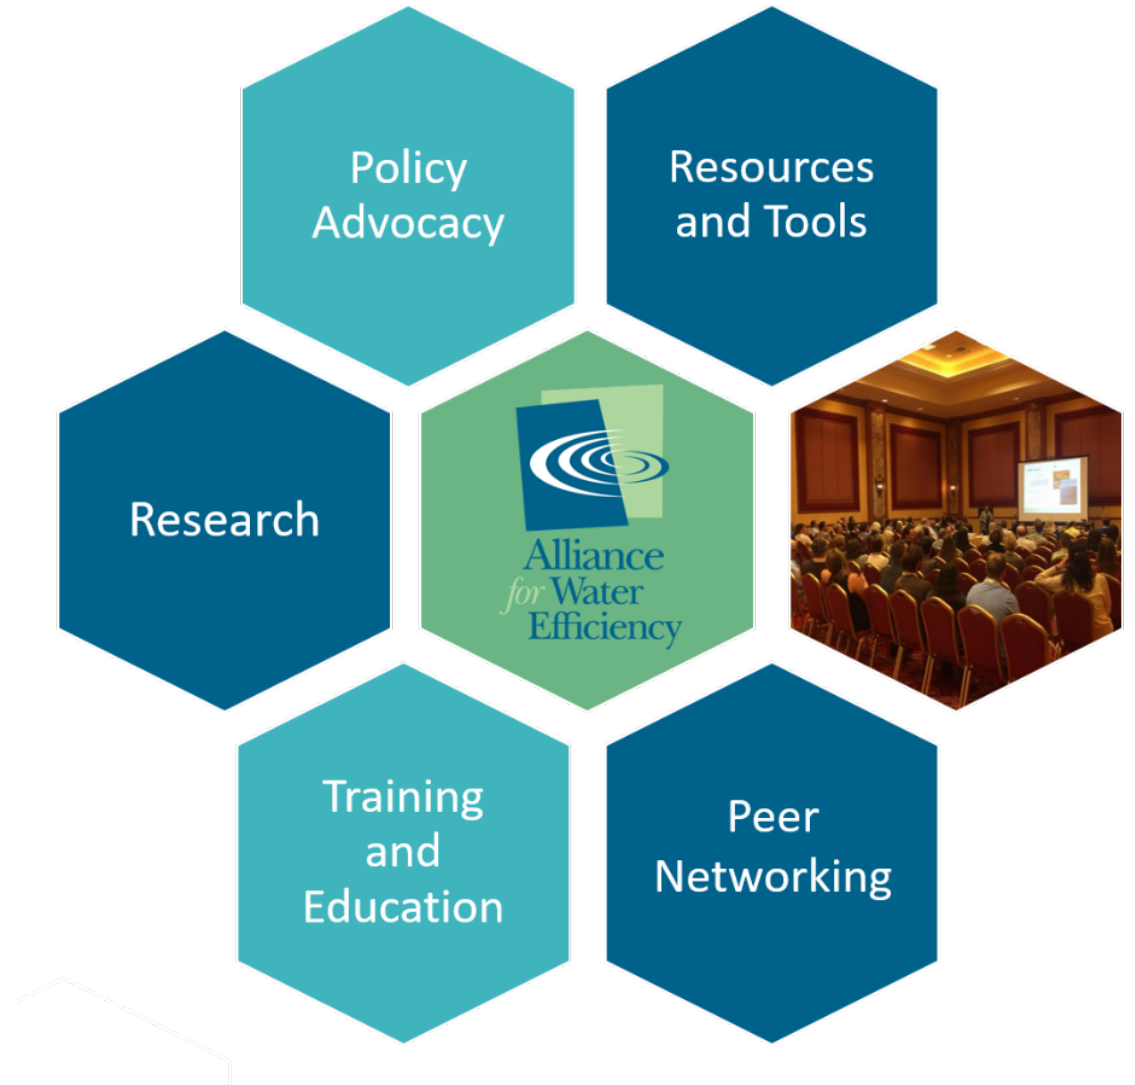 Policy
Advocacy
Resources
and Tools
Research
Alliance
for Water
Efficiency
Training
and
Education
Peer
Networking